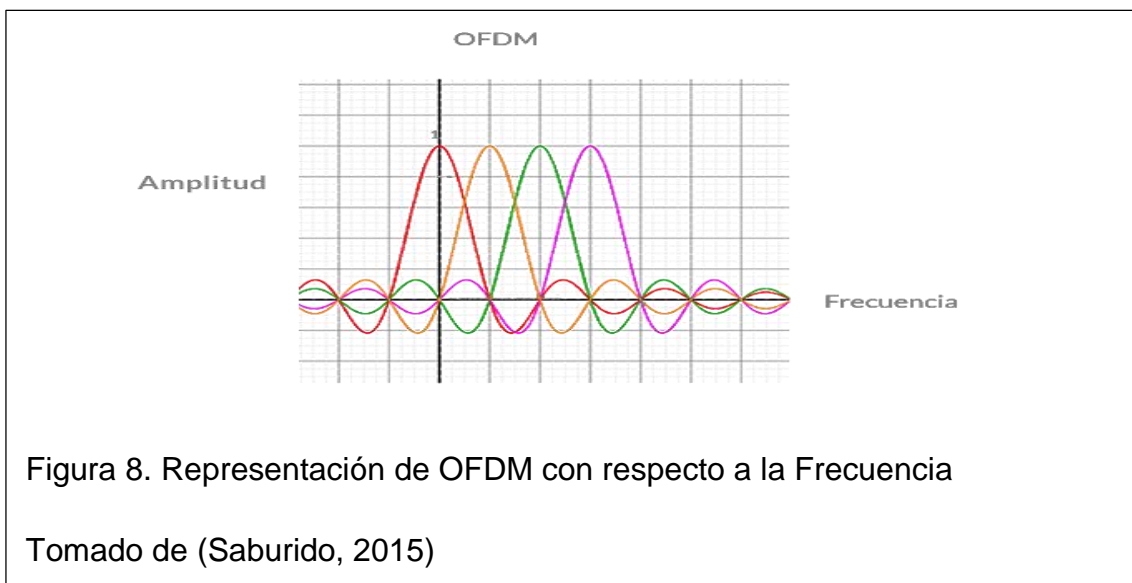 OFDM
1
Amplitud
Frecuencia
Figura 8. Representación de OFDM con respecto a la Frecuencia
Tomado de (Saburido, 2015)